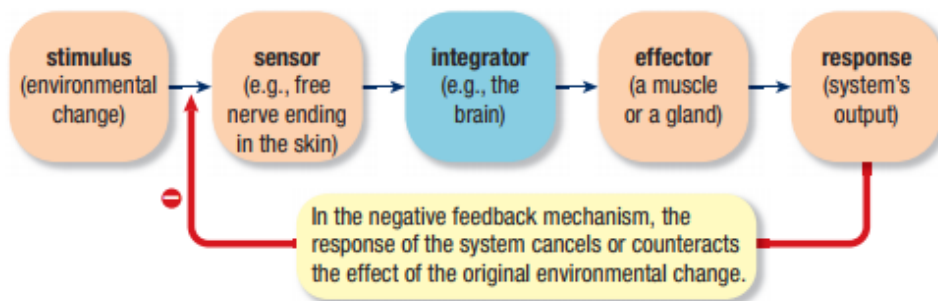 stimulus
(environmental
change)
sensor
(e.g., free
nerve ending
in the skin)
integrator
(e.g., the
brain)
effector
(a muscle
or a gland)
response
(system's
output)
In the negative feedback mechanism, the
response of the system cancels or counteracts
the effect of the original environmental change.